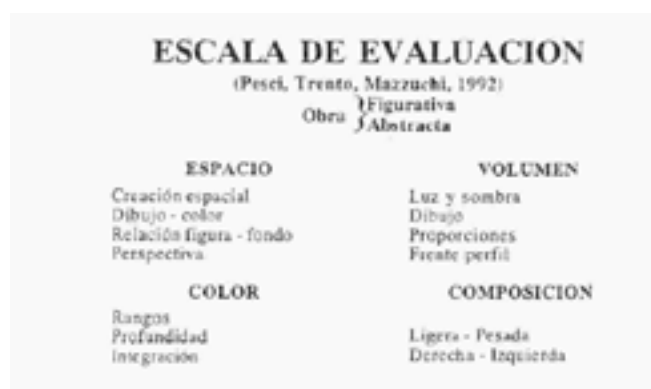 ESCALA DE EVALUACION
(Pesci, Trento, Mazzuchi, 1992)
Obra } Figurativa
Abstracta
ESPACIO
Creación espacial
Dibujo - color
Relación figura - fondo
Perspectiva
VOLUMEN
Luz y sombra
Dibujo
Proporciones
Frente perfil
COLOR
Rangos
Profundidad
Integración
COMPOSICION
Ligera - Pesada
Derecha - Izquierda